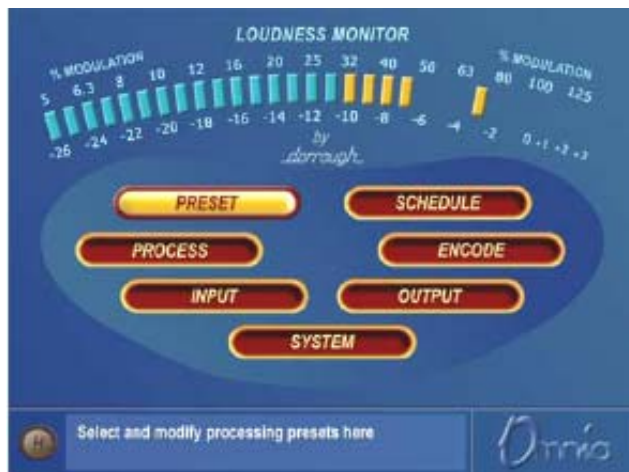 LOUDNESS MONITOR
% MODULATION
% MODULATION
5 6.3 8 10 12 16 20 25 32 40 50 63 80 100 125
-26 -24 -22 -20 -18 -16 -14 -12 -10 -8 -6 -4 -2 0 +1 +2 +3
by
dorrough
PRESET
SCHEDULE
PROCESS
ENCODE
INPUT
OUTPUT
SYSTEM
H
Select and modify processing presets here
Omnia